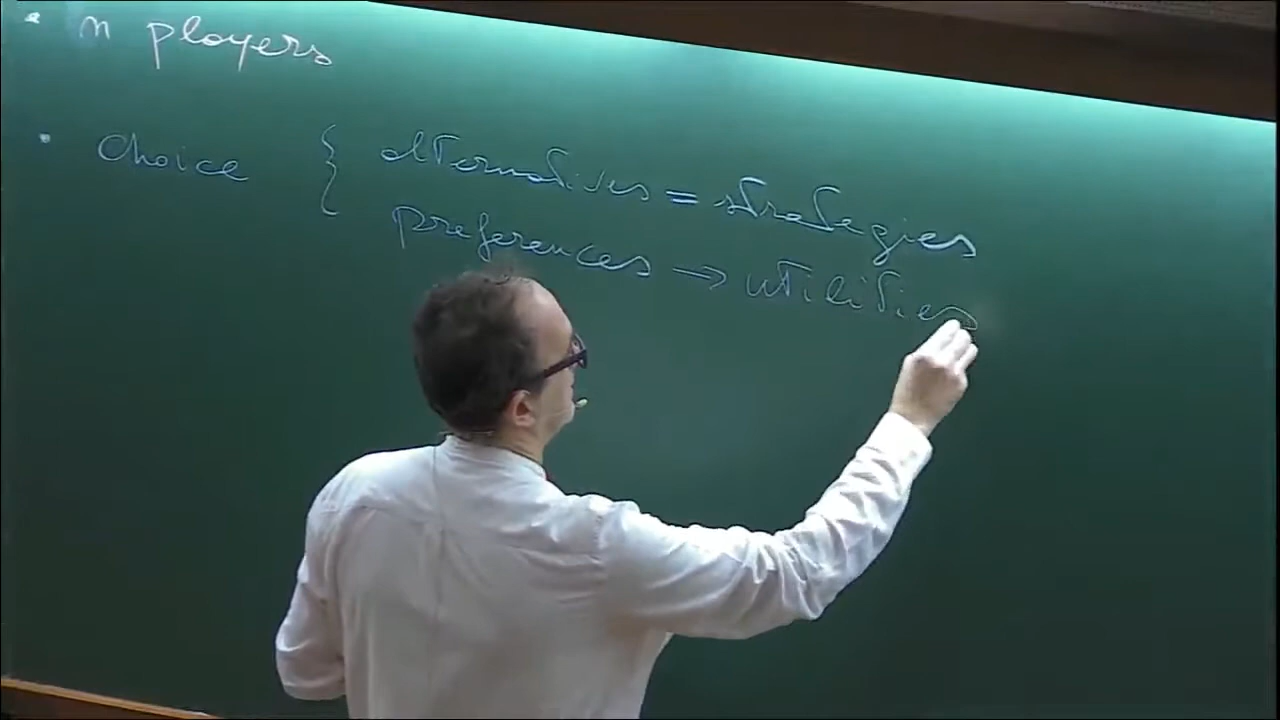 • n players
• choice { alternatives = strategies
preferences → utilities